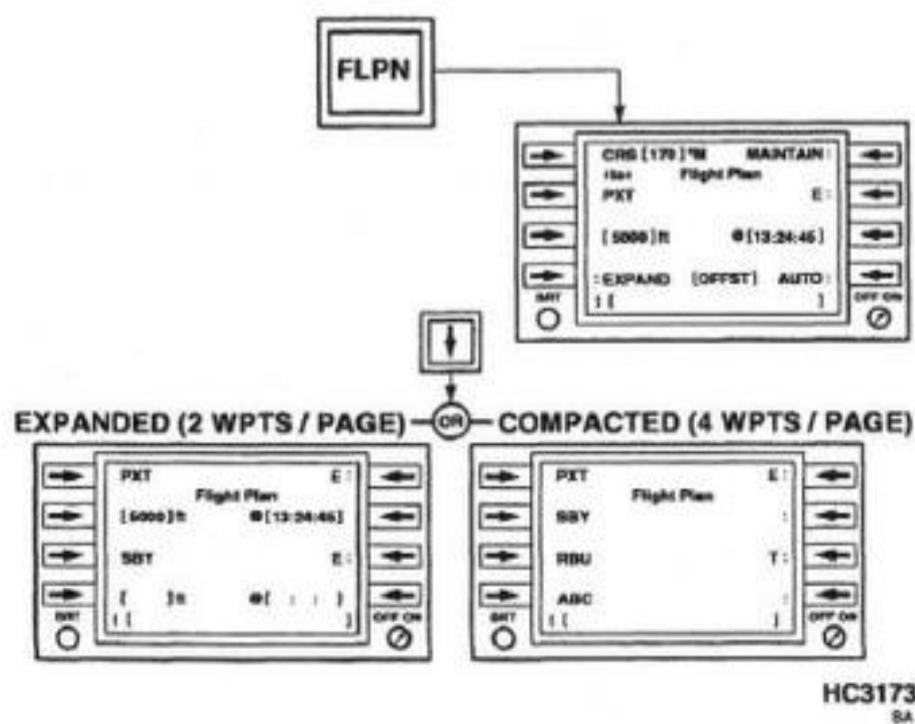 FLPN
CRS [170]°M MAINTAIN:
Flight Plan
PXT E:
[5000]ft @[13:24:45]
:EXPAND [OFFST] AUTO:
BRT OFF ON
[ ]
EXPANDED (2 WPTS / PAGE) OR COMPACTED (4 WPTS / PAGE)
PXT E:
Flight Plan
[5000]ft @[13:24:45]
SBY E:
[ ]ft @[ : : ]
BRT OFF ON
[ ]
PXT E:
Flight Plan
SBY :
RBU T:
ABC :
BRT OFF ON
[ ]
HC3173